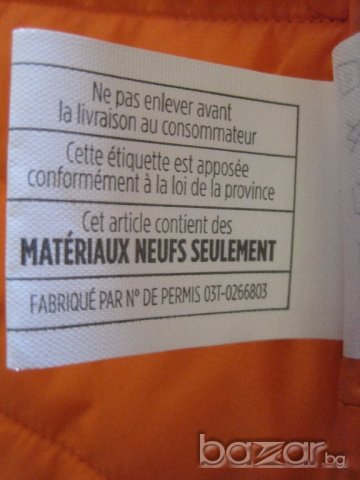 Ne pas enlever avant
la livraison au consommateur
Cette étiquette est apposée
conformément à la loi de la province
Cet article contient des
MATÉRIAUX NEUFS SEULEMENT
FABRIQUÉ PAR Nº DE PERMIS 03T-0266803
bazar.bg